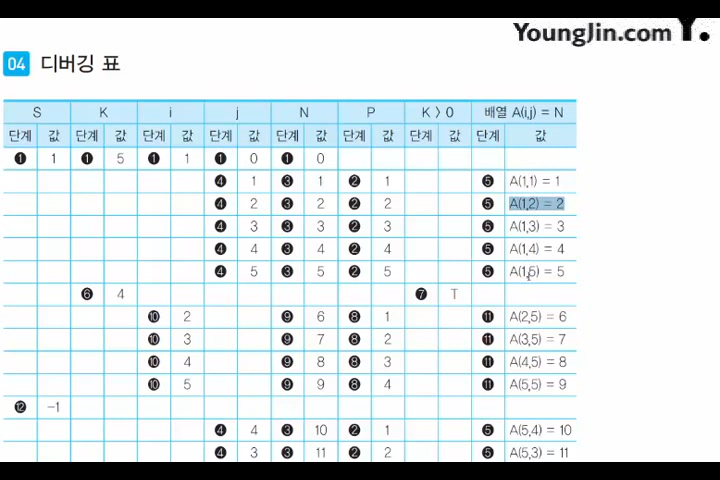 YoungJin.com Y.
04 디버깅 표
S K i j N P K > 0 배열 A(i,j) = N
단계 값 단계 값 단계 값 단계 값 단계 값 단계 값 단계 값 단계 값
❶ 1 ❶ 5 ❶ 1 ❶ 0 ❶ 0
❹ 1 ❸ 1 ❷ 1 ❺ A(1,1) = 1
❹ 2 ❸ 2 ❷ 2 ❺ A(1,2) = 2
❹ 3 ❸ 3 ❷ 3 ❺ A(1,3) = 3
❹ 4 ❸ 4 ❷ 4 ❺ A(1,4) = 4
❹ 5 ❸ 5 ❷ 5 ❺ A(1,5) = 5
❻ 4 ❼ T
❿ 2 ❾ 6 ❽ 1 ⓫ A(2,5) = 6
❿ 3 ❾ 7 ❽ 2 ⓫ A(3,5) = 7
❿ 4 ❾ 8 ❽ 3 ⓫ A(4,5) = 8
❿ 5 ❾ 9 ❽ 4 ⓫ A(5,5) = 9
⓬ -1
❹ 4 ❸ 10 ❷ 1 ❺ A(5,4) = 10
❹ 3 ❸ 11 ❷ 2 ❺ A(5,3) = 11